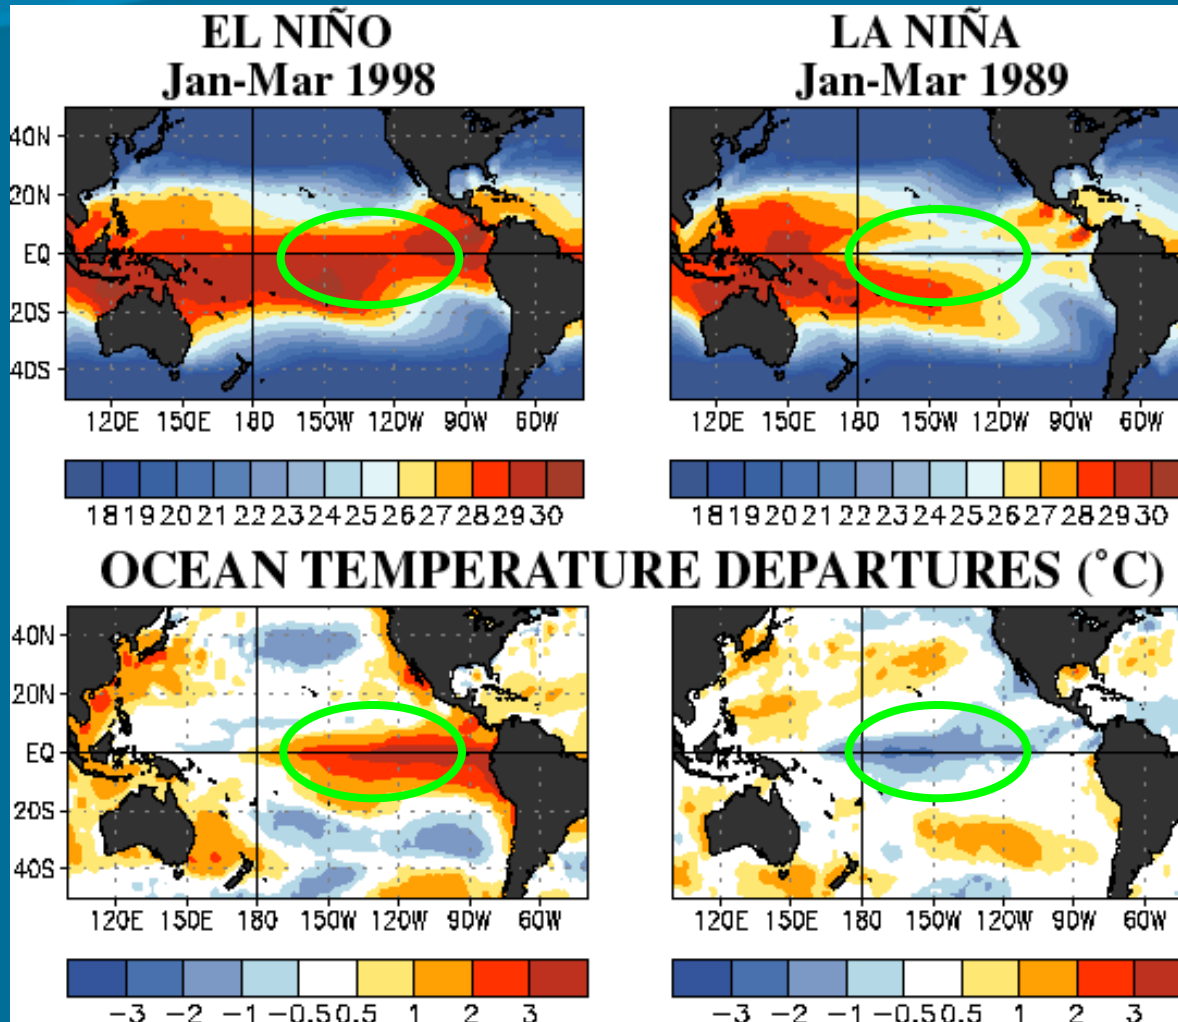 EL NIÑO
Jan-Mar 1998
LA NIÑA
Jan-Mar 1989
40N
20N
EQ
20S
40S
120E 150E 180 150W 120W 90W 60W
18 19 20 21 22 23 24 25 26 27 28 29 30
120E 150E 180 150W 120W 90W 60W
18 19 20 21 22 23 24 25 26 27 28 29 30
OCEAN TEMPERATURE DEPARTURES (°C)
40N
20N
EQ
20S
40S
120E 150E 180 150W 120W 90W 60W
-3 -2 -1 -0.5 0.5 1 2 3
120E 150E 180 150W 120W 90W 60W
-3 -2 -1 -0.5 0.5 1 2 3